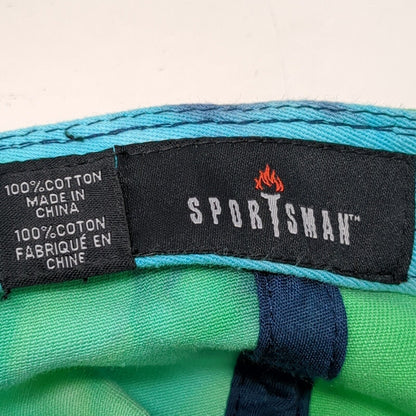 100% COTTON
MADE IN
CHINA
100% COTON
FABRIQUÉ EN
CHINE
SPORTSMAN™